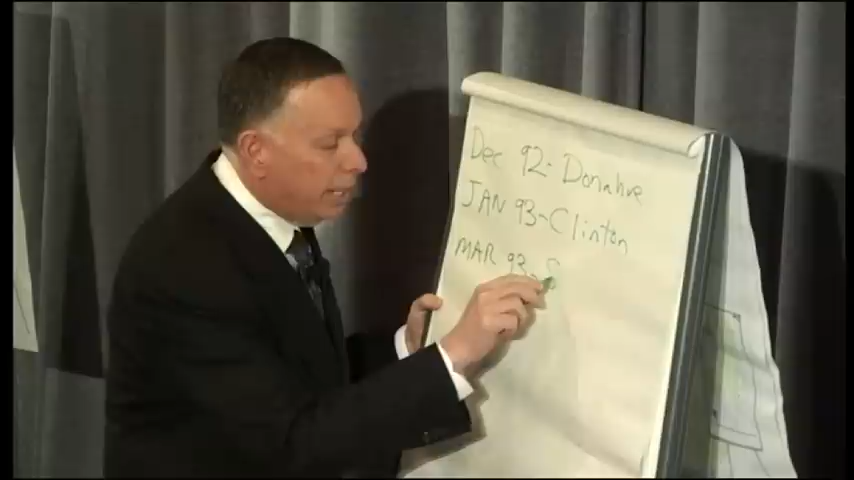 Dec 92- Donahue
JAN 93- Clinton
MAR 93- S